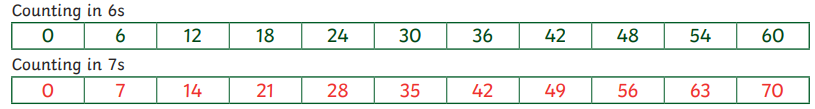 Counting in 6s
0 6 12 18 24 30 36 42 48 54 60
Counting in 7s
0 7 14 21 28 35 42 49 56 63 70